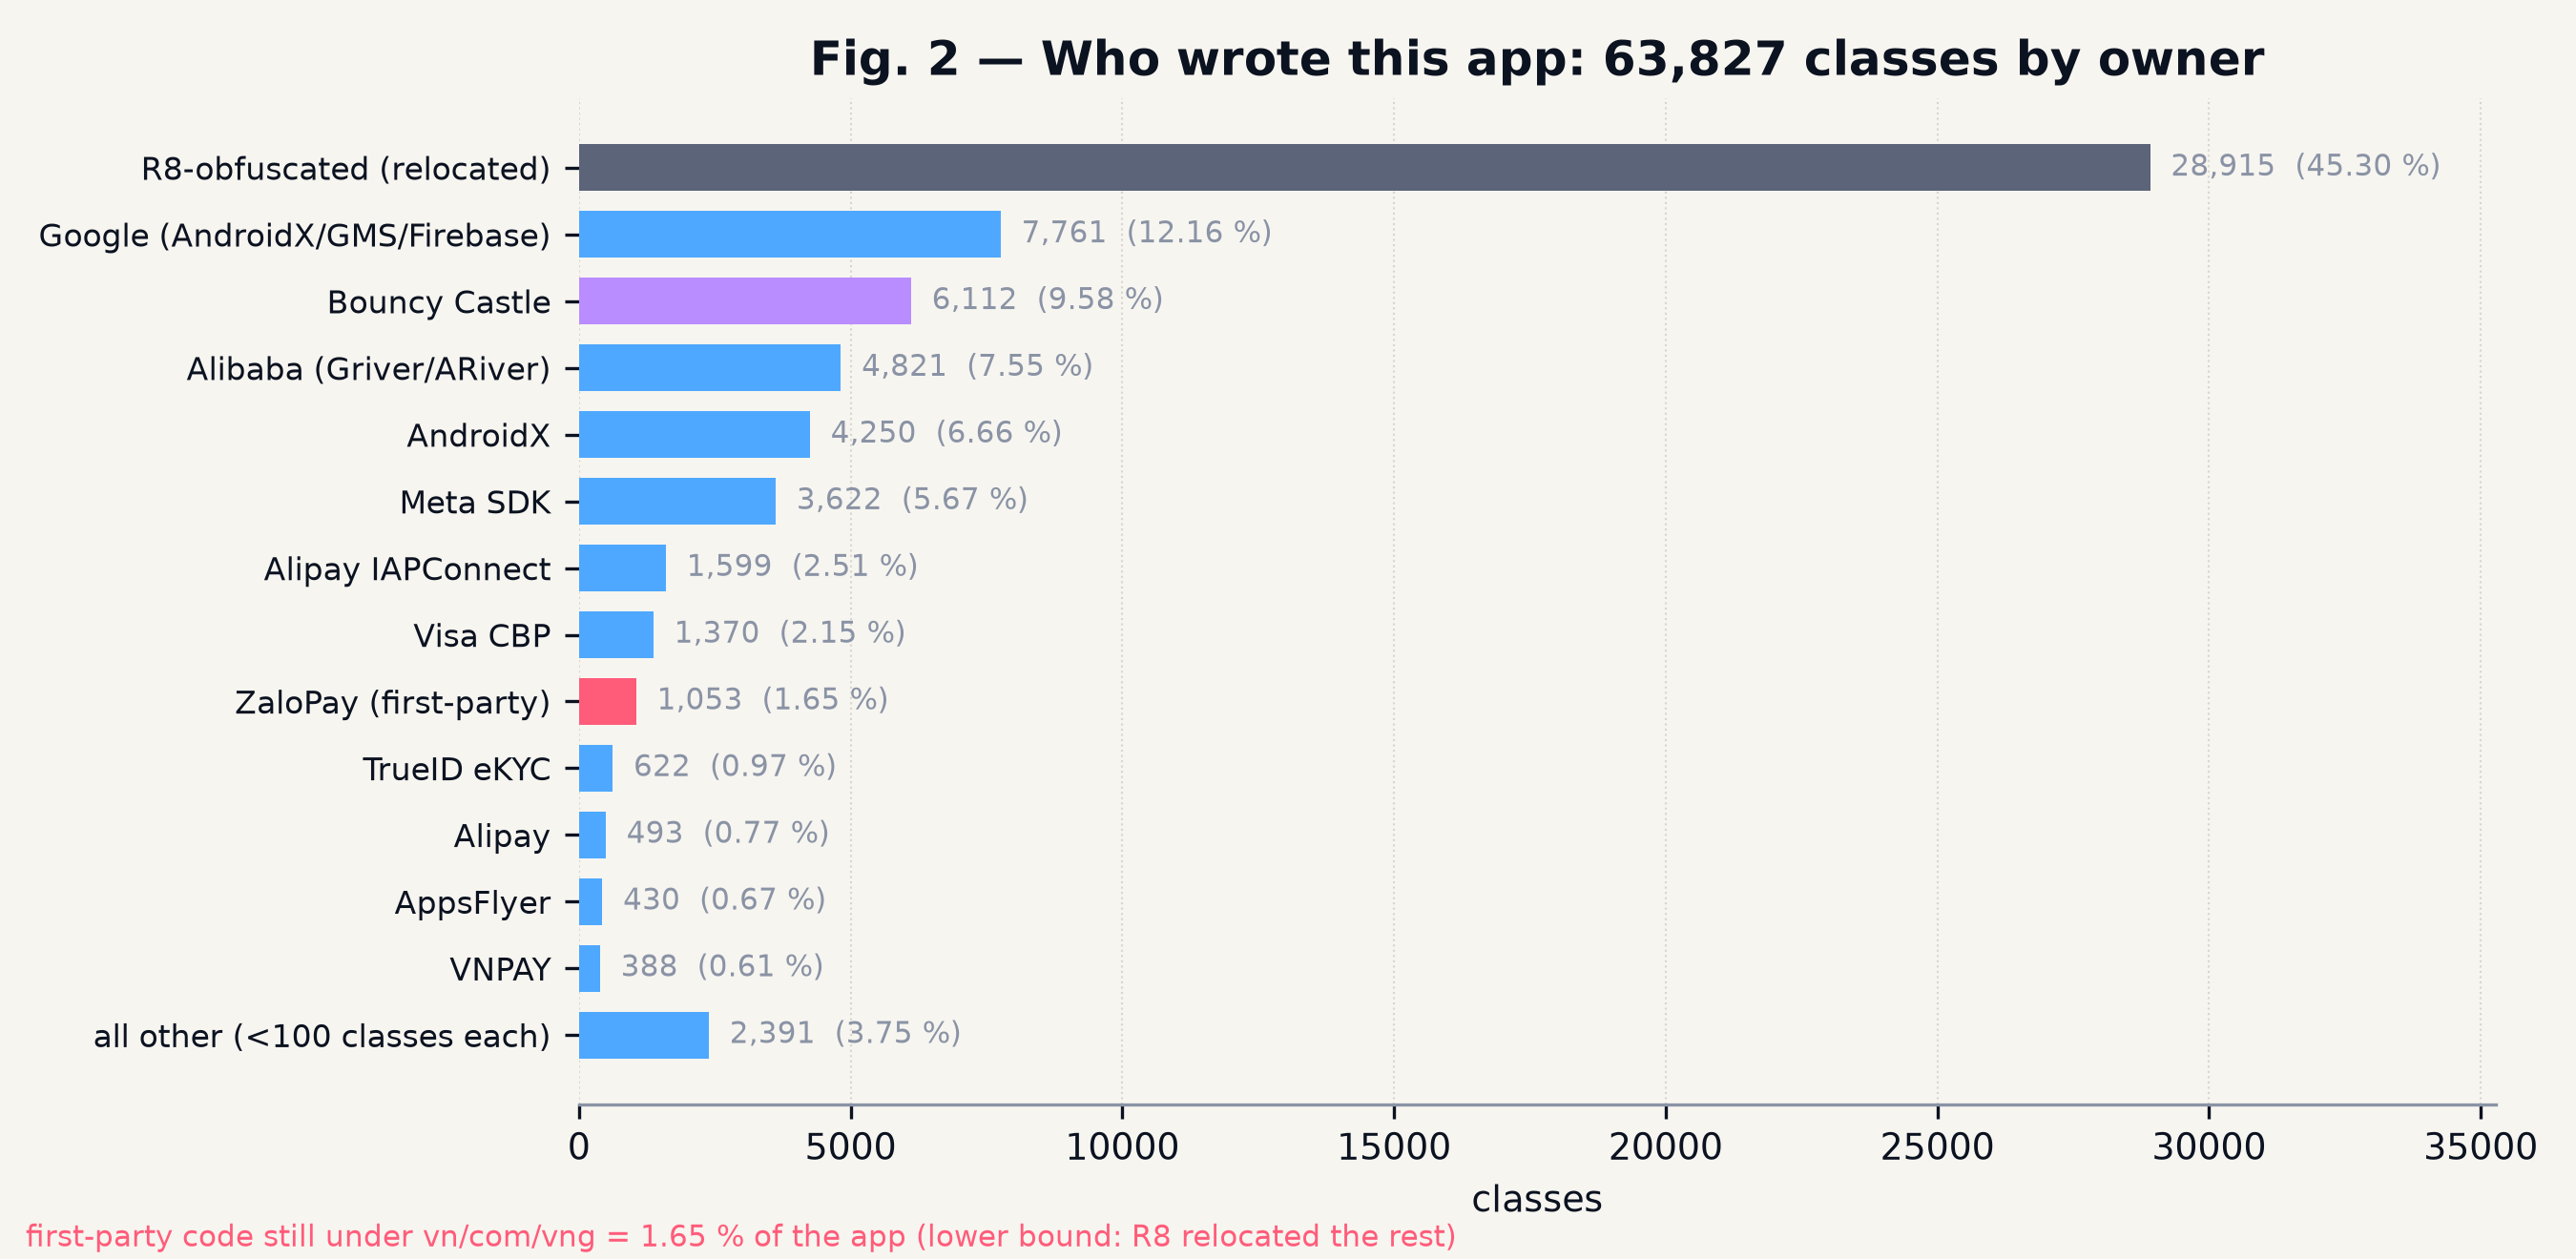 Fig. 2 — Who wrote this app: 63,827 classes by owner
R8-obfuscated (relocated) 28,915 (45.30 %)
Google (AndroidX/GMS/Firebase) 7,761 (12.16 %)
Bouncy Castle 6,112 (9.58 %)
Alibaba (Griver/ARiver) 4,821 (7.55 %)
AndroidX 4,250 (6.66 %)
Meta SDK 3,622 (5.67 %)
Alipay IAPConnect 1,599 (2.51 %)
Visa CBP 1,370 (2.15 %)
ZaloPay (first-party) 1,053 (1.65 %)
TrueID eKYC 622 (0.97 %)
Alipay 493 (0.77 %)
AppsFlyer 430 (0.67 %)
VNPAY 388 (0.61 %)
all other (<100 classes each) 2,391 (3.75 %)
0 5000 10000 15000 20000 25000 30000 35000
classes
first-party code still under vn/com/vng = 1.65 % of the app (lower bound: R8 relocated the rest)